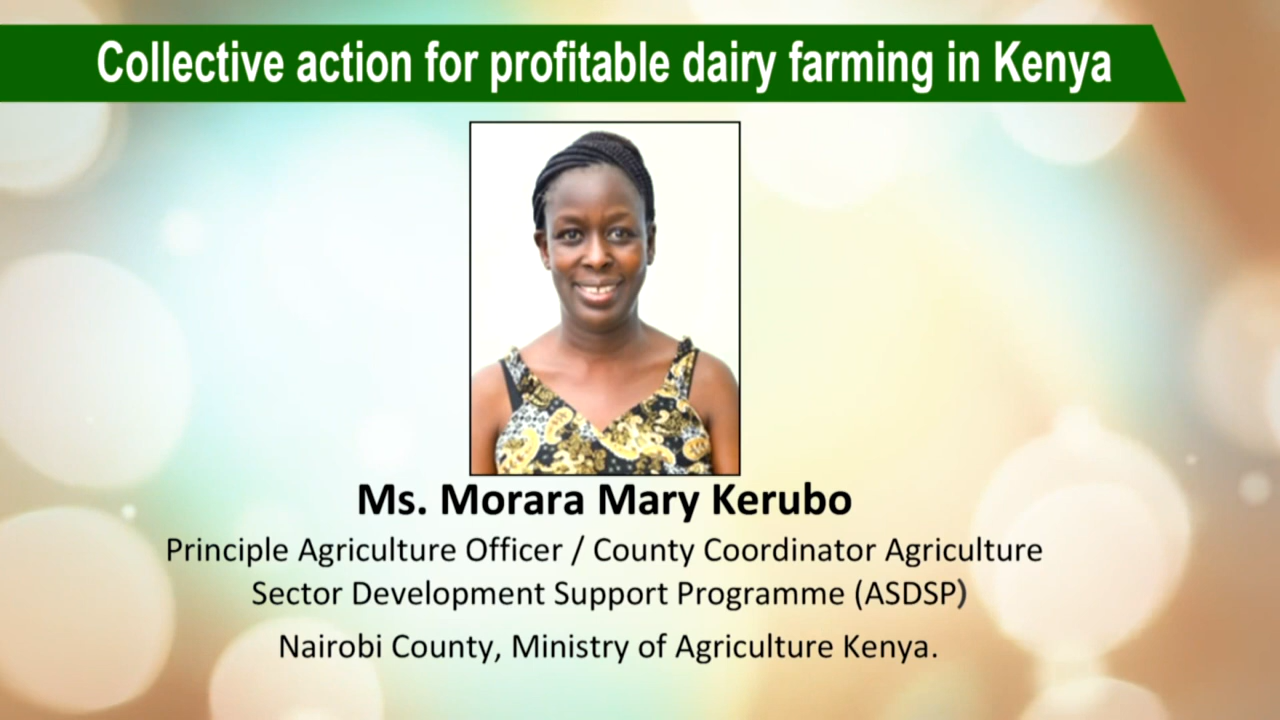 Collective action for profitable dairy farming in Kenya
Ms. Morara Mary Kerubo
Principle Agriculture Officer / County Coordinator Agriculture
Sector Development Support Programme (ASDSP)
Nairobi County, Ministry of Agriculture Kenya.